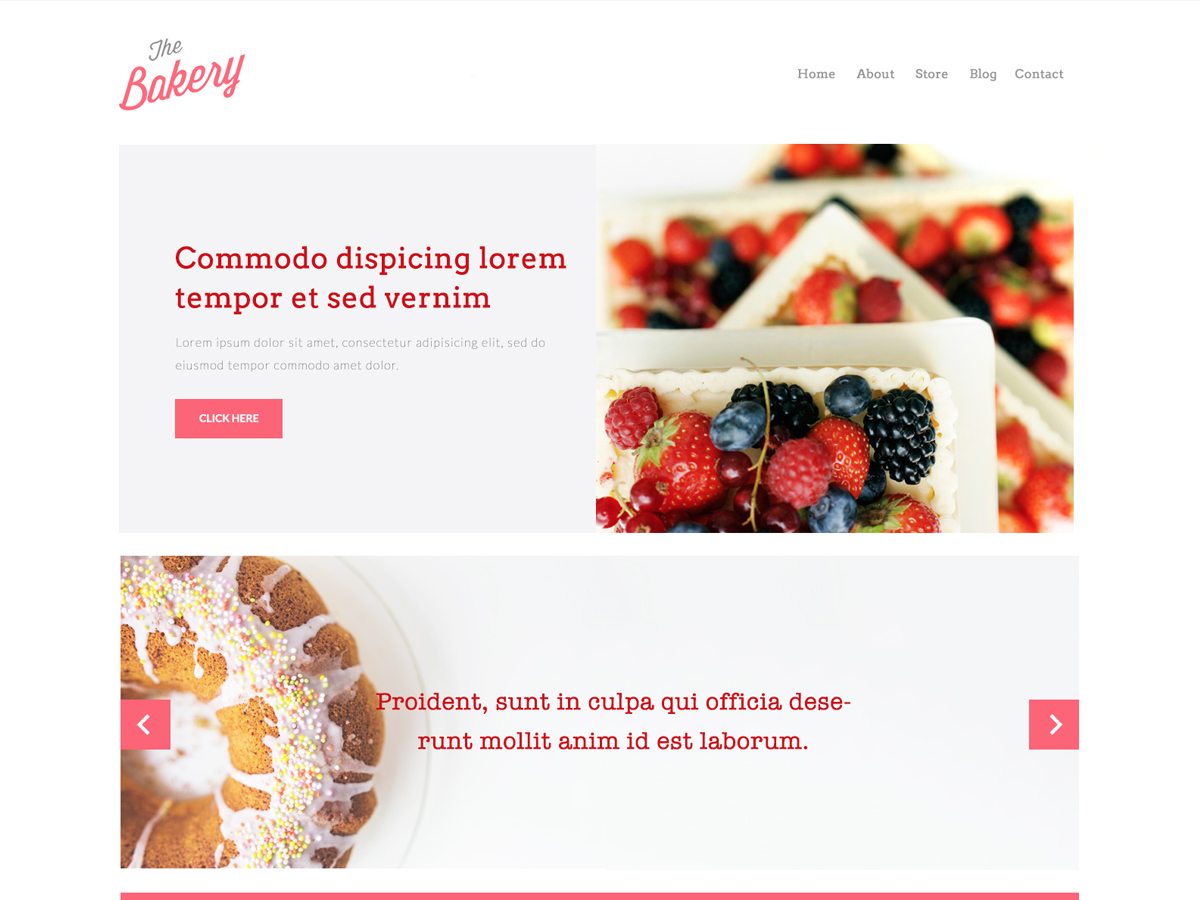 The
Bakery
Home About Store Blog Contact
Commodo dispicing lorem
tempor et sed vernim
Lorem ipsum dolor sit amet, consectetur adipisicing elit, sed do
eiusmod tempor commodo amet dolor.
CLICK HERE
Proident, sunt in culpa qui officia dese-
runt mollit anim id est laborum.